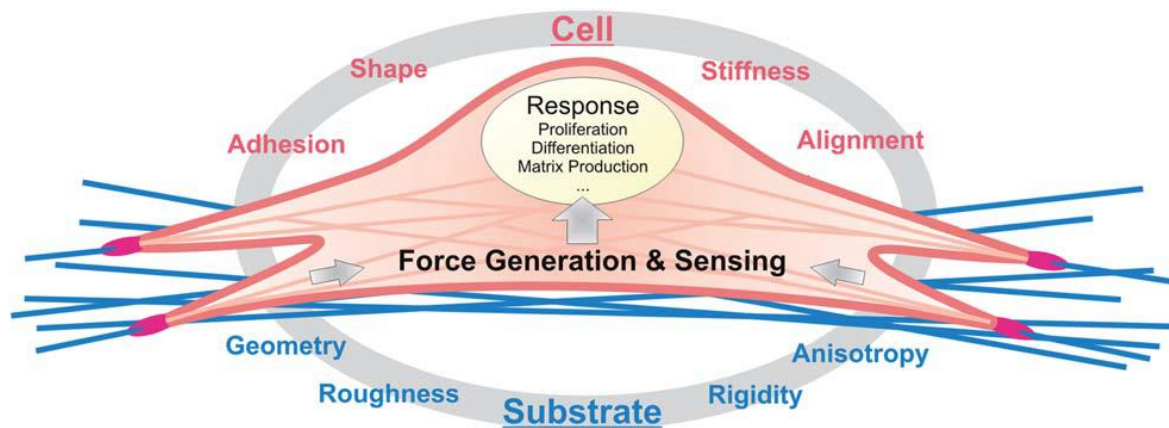 Cell
Shape
Stiffness
Response
Proliferation
Differentiation
Matrix Production
...
Adhesion
Alignment
Force Generation & Sensing
Geometry
Anisotropy
Roughness
Rigidity
Substrate